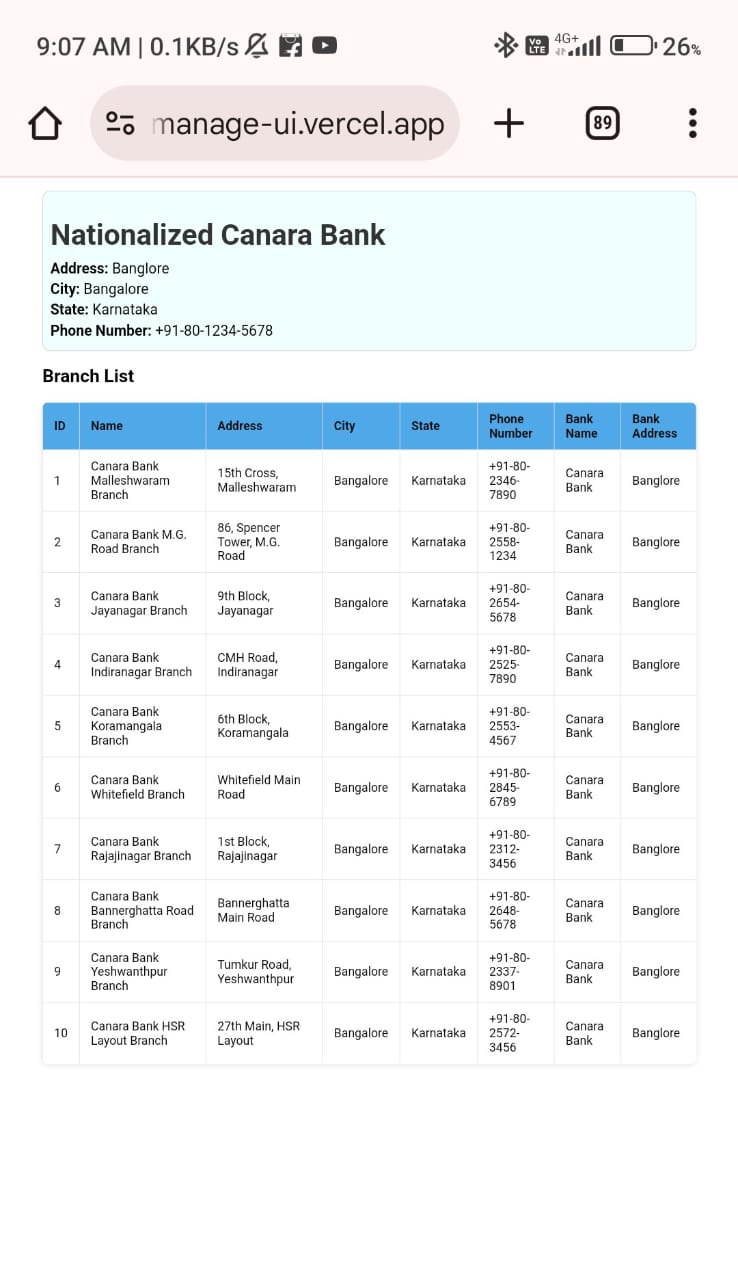 9:07 AM | 0.1KB/s
Vo LTE 4G+ 26%
manage-ui.vercel.app
89
Nationalized Canara Bank
Address: Banglore
City: Bangalore
State: Karnataka
Phone Number: +91-80-1234-5678
Branch List
ID Name Address City State Phone Number Bank Name Bank Address
1 Canara Bank Malleshwaram Branch 15th Cross, Malleshwaram Bangalore Karnataka +91-80-2346-7890 Canara Bank Banglore
2 Canara Bank M.G. Road Branch 86, Spencer Tower, M.G. Road Bangalore Karnataka +91-80-2558-1234 Canara Bank Banglore
3 Canara Bank Jayanagar Branch 9th Block, Jayanagar Bangalore Karnataka +91-80-2654-5678 Canara Bank Banglore
4 Canara Bank Indiranagar Branch CMH Road, Indiranagar Bangalore Karnataka +91-80-2525-7890 Canara Bank Banglore
5 Canara Bank Koramangala Branch 6th Block, Koramangala Bangalore Karnataka +91-80-2553-4567 Canara Bank Banglore
6 Canara Bank Whitefield Branch Whitefield Main Road Bangalore Karnataka +91-80-2845-6789 Canara Bank Banglore
7 Canara Bank Rajajinagar Branch 1st Block, Rajajinagar Bangalore Karnataka +91-80-2312-3456 Canara Bank Banglore
8 Canara Bank Bannerghatta Road Branch Bannerghatta Main Road Bangalore Karnataka +91-80-2648-5678 Canara Bank Banglore
9 Canara Bank Yeshwanthpur Branch Tumkur Road, Yeshwanthpur Bangalore Karnataka +91-80-2337-8901 Canara Bank Banglore
10 Canara Bank HSR Layout Branch 27th Main, HSR Layout Bangalore Karnataka +91-80-2572-3456 Canara Bank Banglore